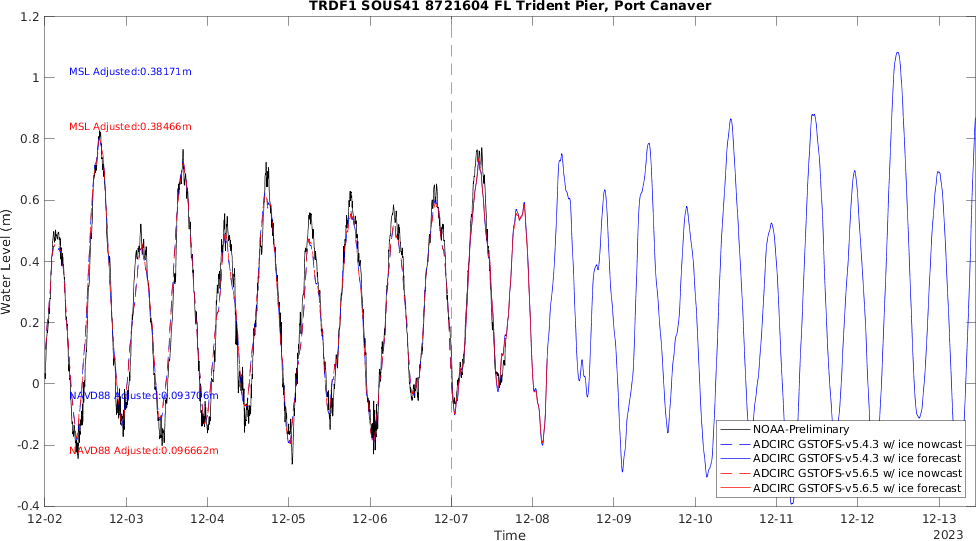 TRDF1 SOUS41 8721604 FL Trident Pier, Port Canaver
1.2
1
0.8
0.6
0.4
0.2
0
-0.2
-0.4
Water Level (m)
MSL Adjusted:0.38171m
MSL Adjusted:0.38466m
NAVD88 Adjusted:0.093706m
NAVD88 Adjusted:0.096662m
NOAA-Preliminary
ADCIRC GSTOFS-v5.4.3 w/ ice nowcast
ADCIRC GSTOFS-v5.4.3 w/ ice forecast
ADCIRC GSTOFS-v5.6.5 w/ ice nowcast
ADCIRC GSTOFS-v5.6.5 w/ ice forecast
12-02 12-03 12-04 12-05 12-06 12-07 12-08 12-09 12-10 12-11 12-12 12-13
Time
2023